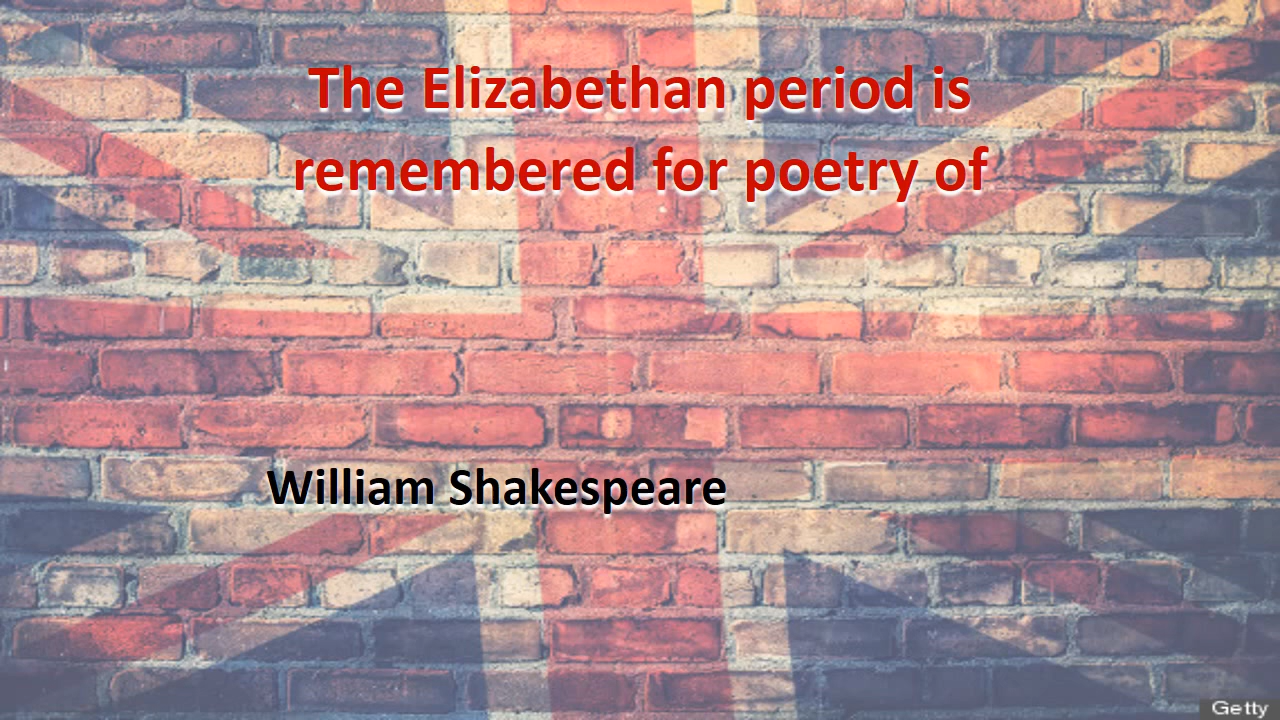 The Elizabethan period is
remembered for poetry of
William Shakespeare
Getty